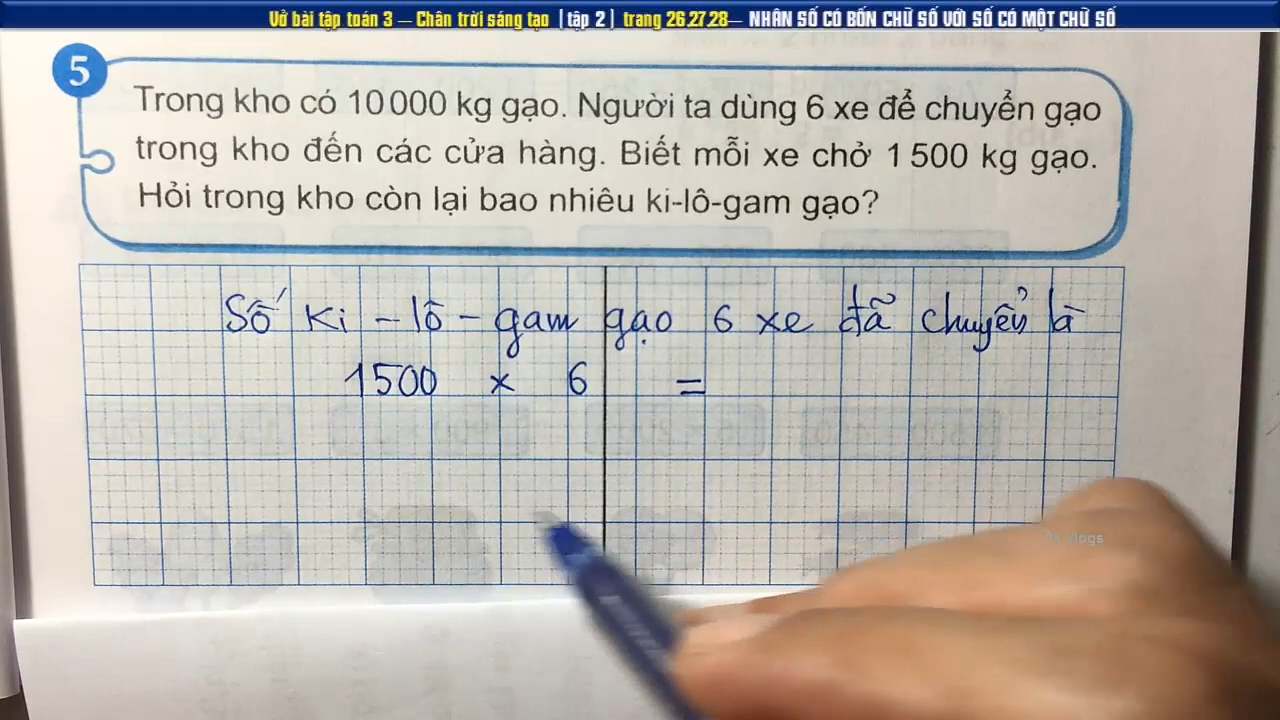 Vở bài tập toán 3 – Chân trời sáng tạo [tập 2] trang 26,27,28– NHÂN SỐ CÓ BỐN CHỮ SỐ VỚI SỐ CÓ MỘT CHỮ SỐ
5
Trong kho có 10 000 kg gạo. Người ta dùng 6 xe để chuyển gạo
trong kho đến các cửa hàng. Biết mỗi xe chở 1 500 kg gạo.
Hỏi trong kho còn lại bao nhiêu ki-lô-gam gạo?
Số ki - lô - gam gạo 6 xe đã chuyển là
1500 x 6 =
Vlogs